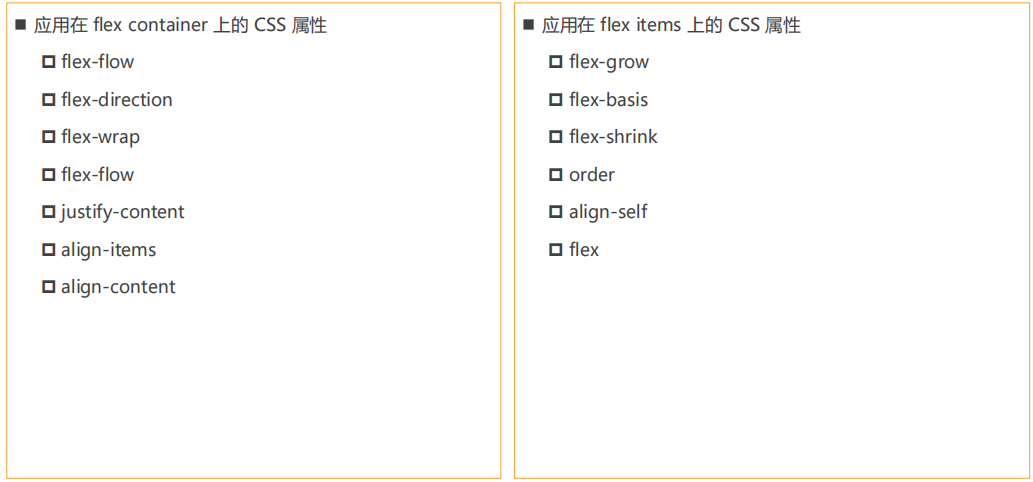 ■ 应用在 flex container 上的 CSS 属性
flex-flow
flex-direction
flex-wrap
flex-flow
justify-content
align-items
align-content
■ 应用在 flex items 上的 CSS 属性
flex-grow
flex-basis
flex-shrink
order
align-self
flex